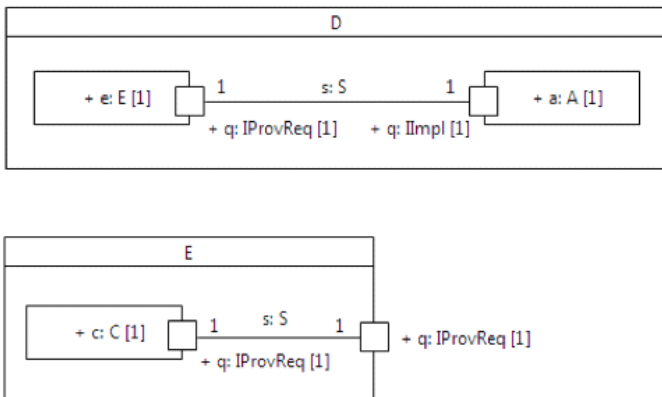 D
+ e: E [1]
1
s: S
1
+ a: A [1]
+ q: IProvReq [1]
+ q: IImpl [1]
E
+ c: C [1]
1
s: S
1
+ q: IProvReq [1]
+ q: IProvReq [1]